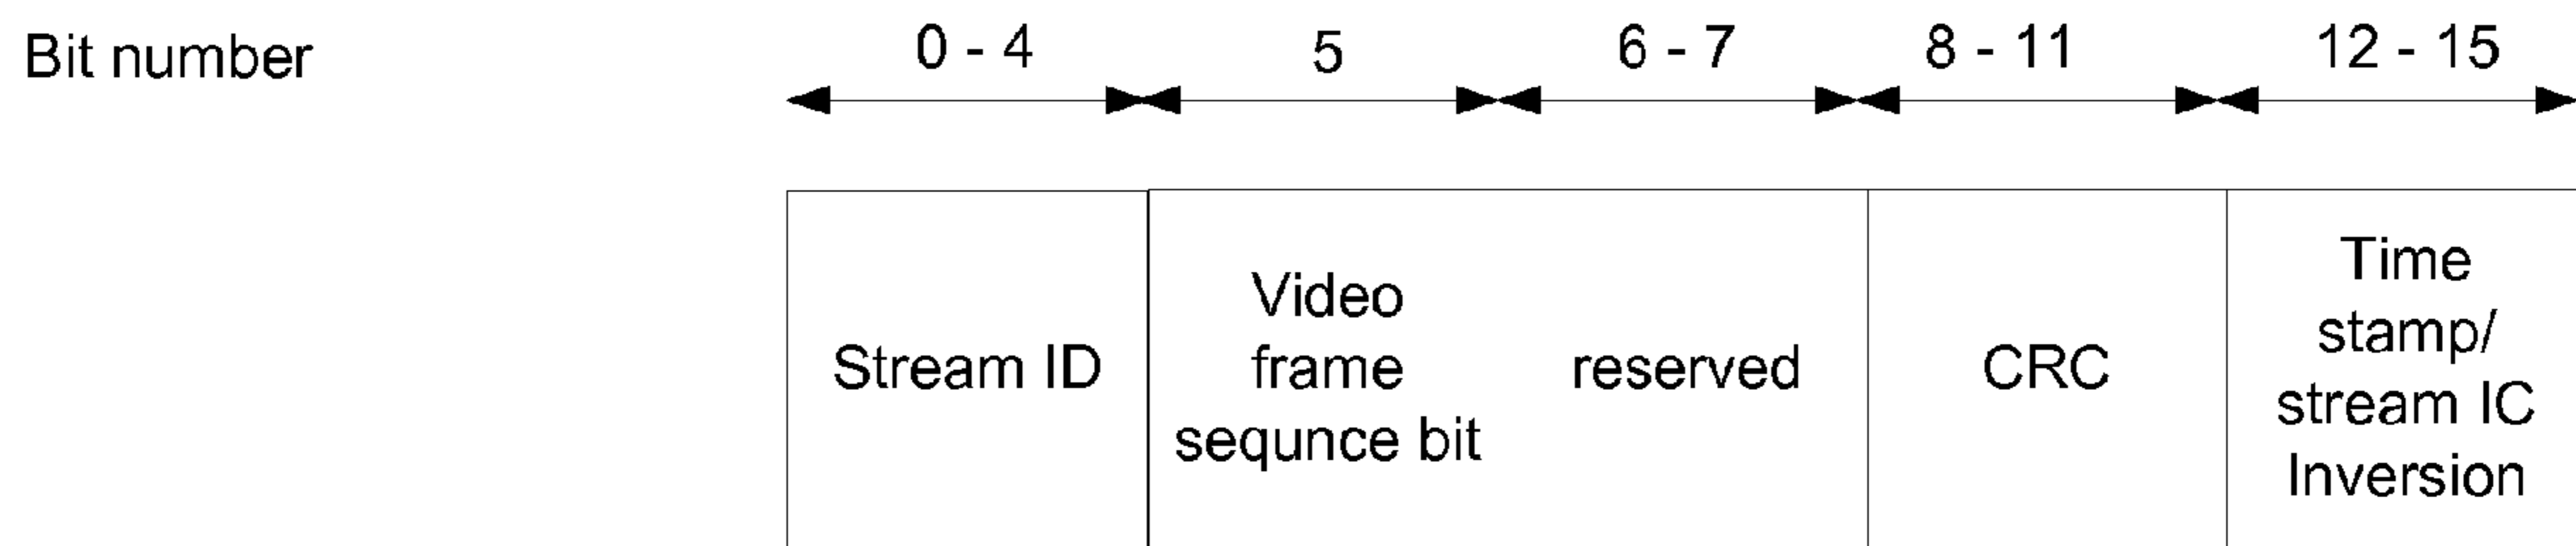 Bit number
0 - 4
5
6 - 7
8 - 11
12 - 15
Stream ID
Video
frame
sequnce bit
reserved
CRC
Time
stamp/
stream IC
Inversion